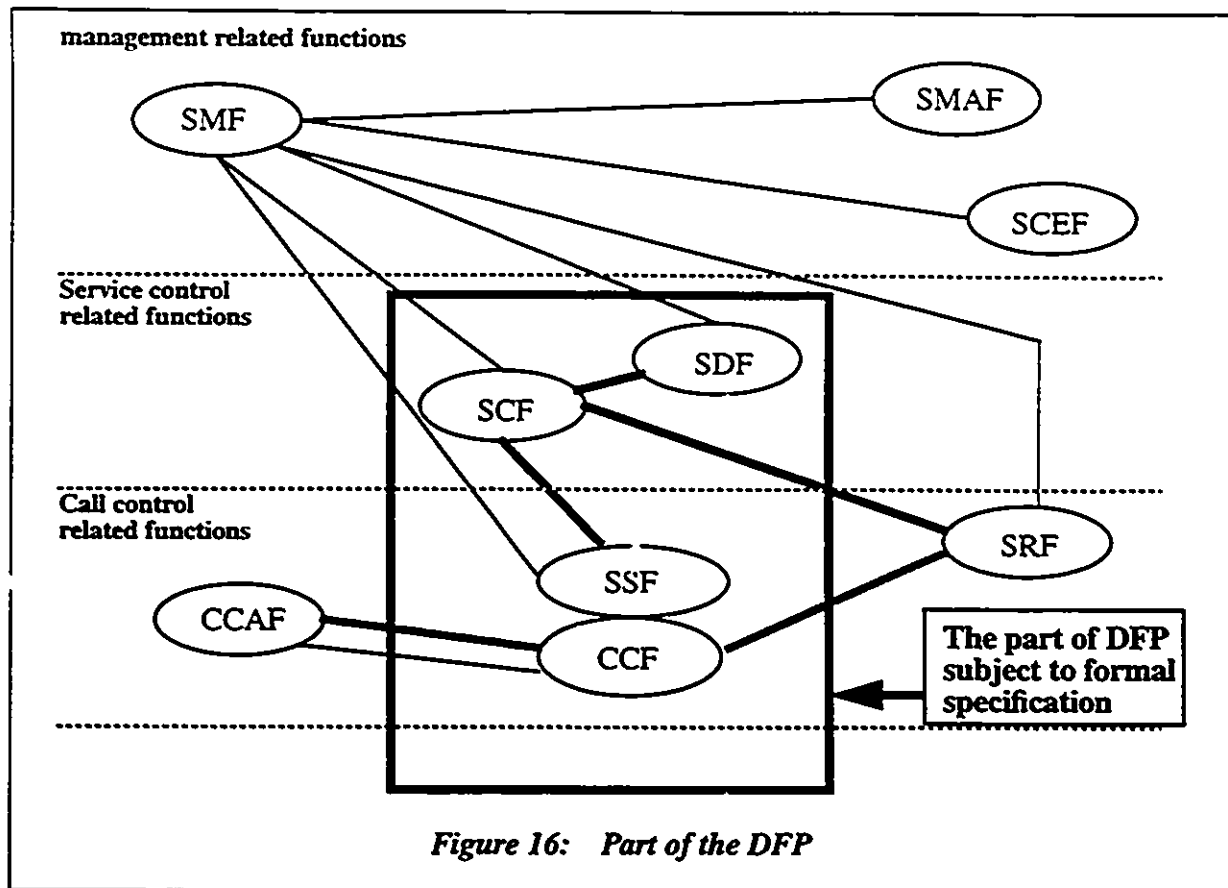 management related functions
SMF
SMAF
SCEF
Service control
related functions
SDF
SCF
Call control
related functions
SRF
SSF
CCAF
CCF
The part of DFP
subject to formal
specification
Figure 16: Part of the DFP